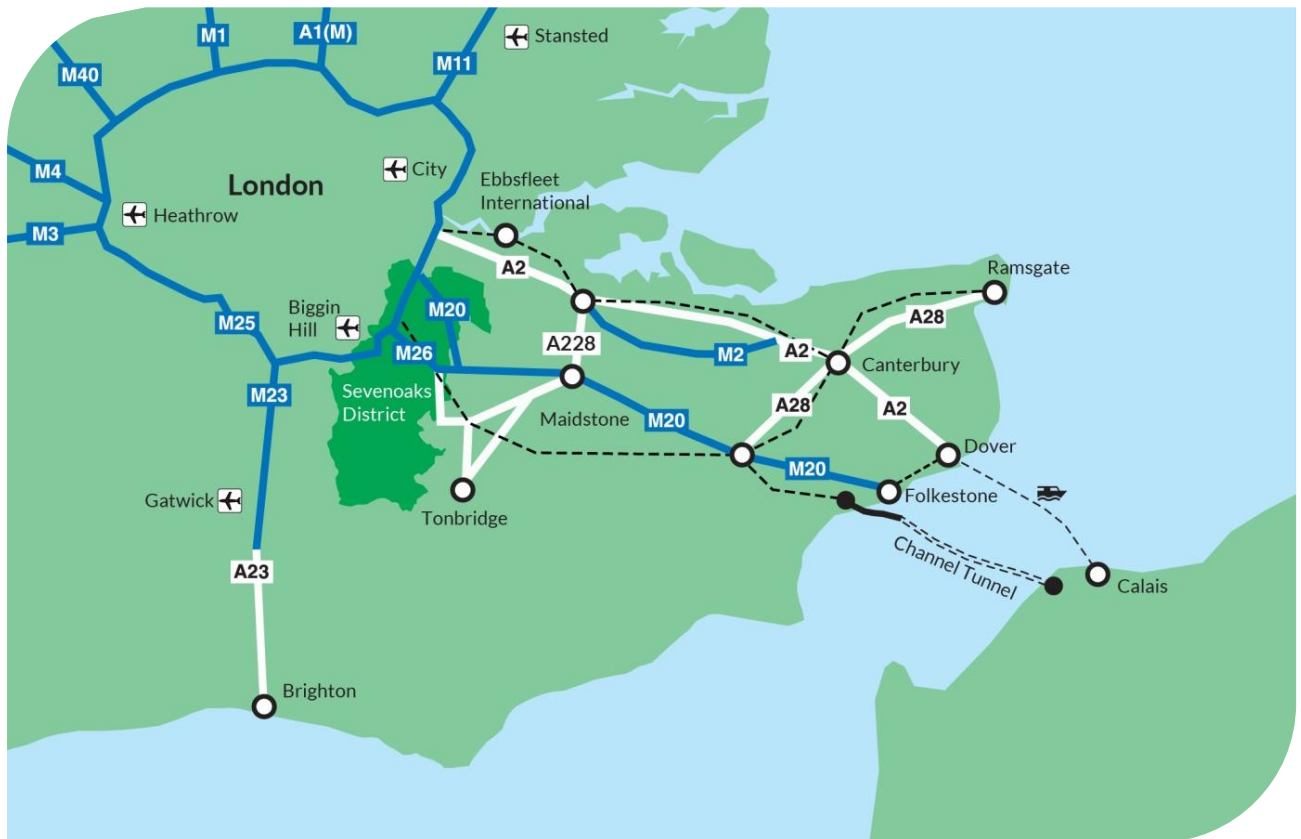 M1
A1(M)
Stansted
M40
M11
M4
City
London
Ebbsfleet
International
Heathrow
M3
A2
Ramsgate
Biggin
Hill
M20
A28
M25
A228
M26
M2
A2
Canterbury
M23
Sevenoaks
District
A28
A2
Maidstone
M20
Dover
M20
Gatwick
Folkestone
Tonbridge
Channel Tunnel
A23
Calais
Brighton